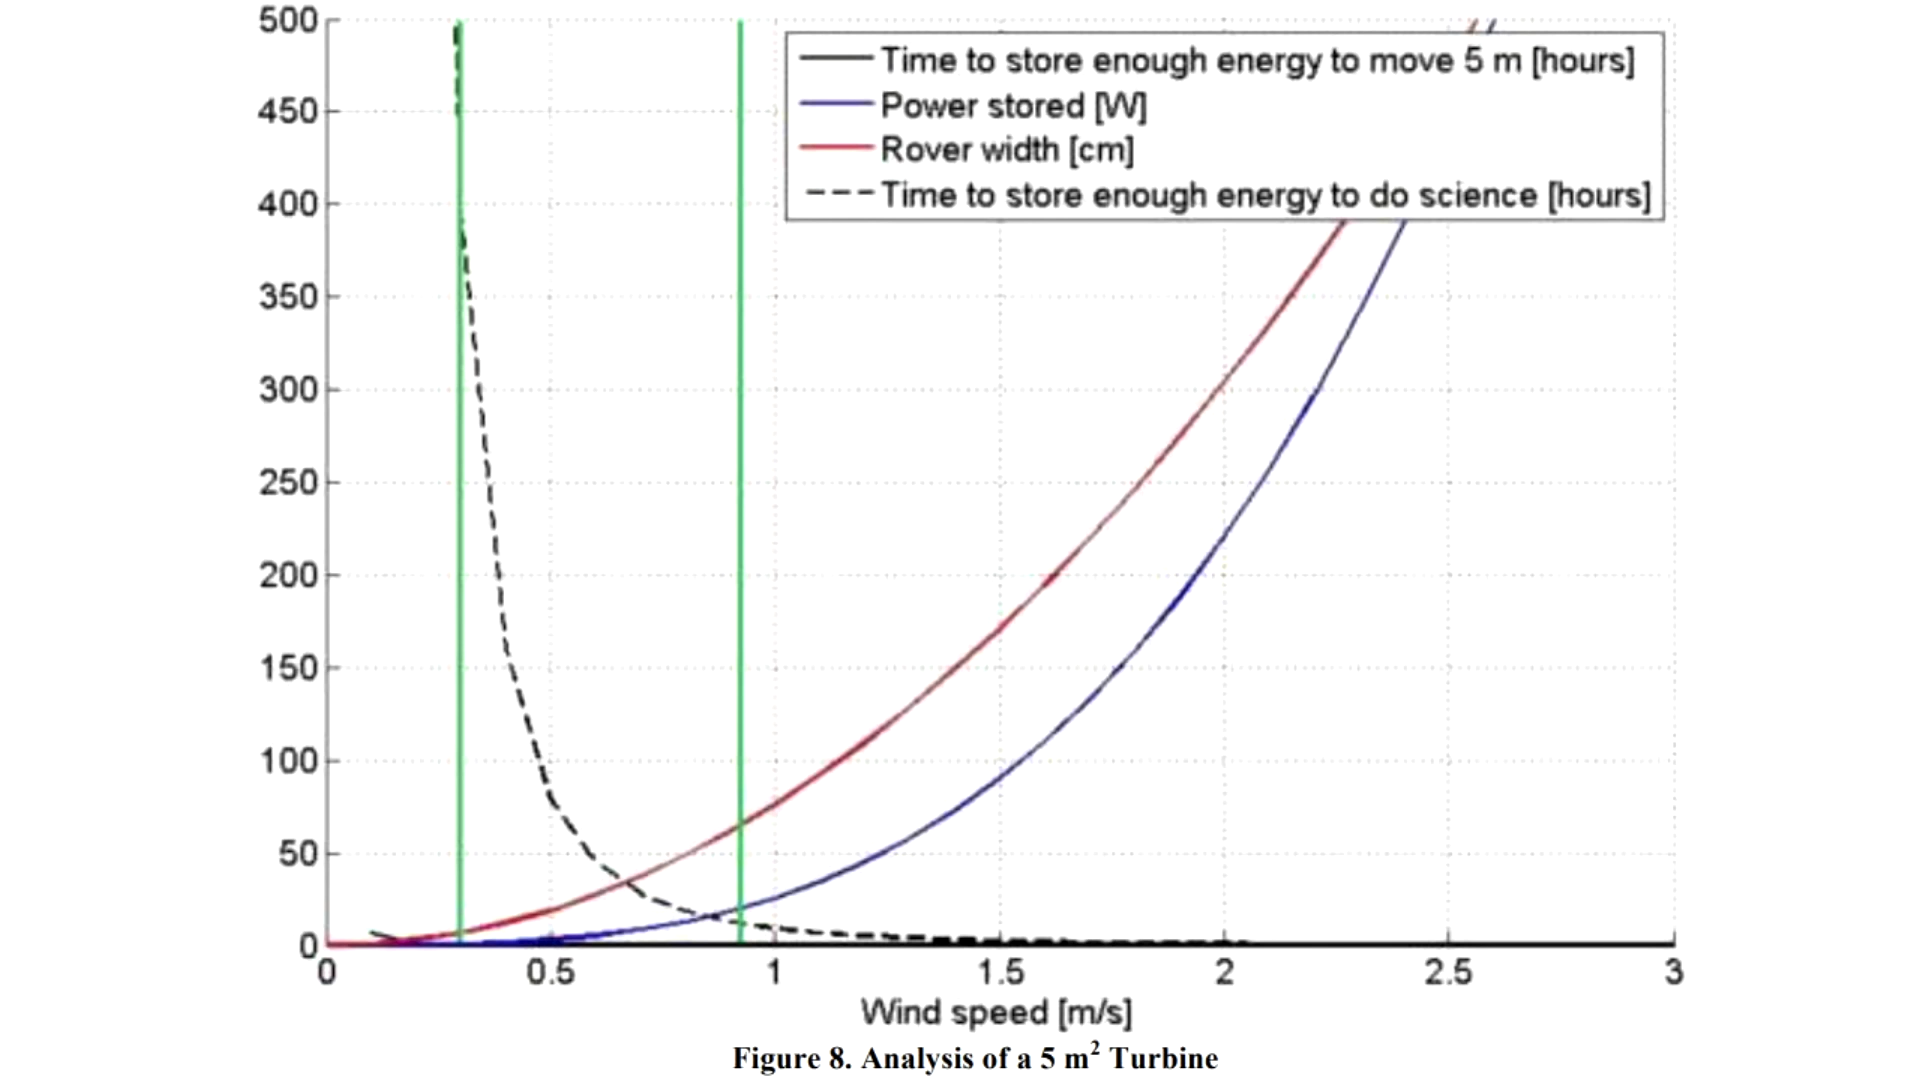 500
Time to store enough energy to move 5 m [hours]
450
Power stored [W]
Rover width [cm]
400
Time to store enough energy to do science [hours]
350
300
250
200
150
100
50
0
0 0.5 1 1.5 2 2.5 3
Wind speed [m/s]
Figure 8. Analysis of a 5 m² Turbine